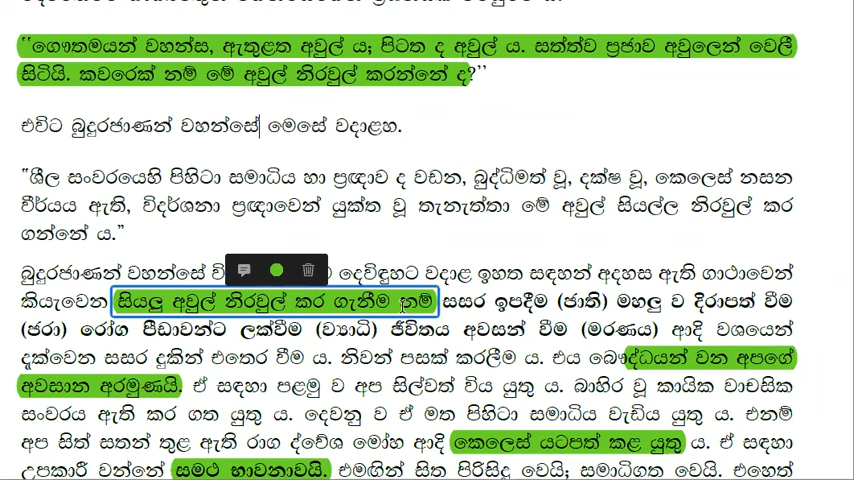 ‘‘ගෞතමයන් වහන්ස, ඇතුළත අවුල් ය; පිටත ද අවුල් ය. සත්ත්ව ප්‍රජාව අවුලෙන් වෙලී
සිටියි. කවරෙක් නම් මේ අවුල් නිරවුල් කරන්නේ ද?’’
එවිට බුදුරජාණන් වහන්සේ මෙසේ වදාළහ.
“ශීල සංවරයෙහි පිහිටා සමාධිය හා ප්‍රඥාව ද වඩන, බුද්ධිමත් වූ, දක්ෂ වූ, කෙලෙස් නසන
වීර්යය ඇති, විදර්ශනා ප්‍රඥාවෙන් යුක්ත වූ තැනැත්තා මේ අවුල් සියල්ල නිරවුල් කර
ගන්නේ ය.”
බුදුරජාණන් වහන්සේ වි දෙවිඳුහට වදාළ ඉහත සඳහන් අදහස ඇති ගාථාවෙන්
කියැවෙන සියලු අවුල් නිරවුල් කර ගැනීම නම් සසර ඉපදීම (ජාති) මහලු ව දිරාපත් වීම
(ජරා) රෝග පීඩාවන්ට ලක්වීම (ව්‍යාධි) ජීවිතය අවසන් වීම (මරණය) ආදි වශයෙන්
දැක්වෙන සසර දුකින් එතෙර වීම ය. නිවන් පසක් කරලීම ය. එය බෞද්ධයන් වන අපගේ
අවසාන අරමුණයි. ඒ සඳහා පළමු ව අප සිල්වත් විය යුතු ය. බාහිර වූ කායික වාචසික
සංවරය ඇති කර ගත යුතු ය. දෙවනු ව ඒ මත පිහිටා සමාධිය වැඩිය යුතු ය. එනම්
අප සිත් සතන් තුළ ඇති රාග ද්වේශ මෝහ ආදි කෙලෙස් යටපත් කළ යුතු ය. ඒ සඳහා
උපකාරී වන්නේ සමථ භාවනාවයි. එමඟින් සිත පිරිසිදු වෙයි; සමාධිගත වෙයි. එහෙත්